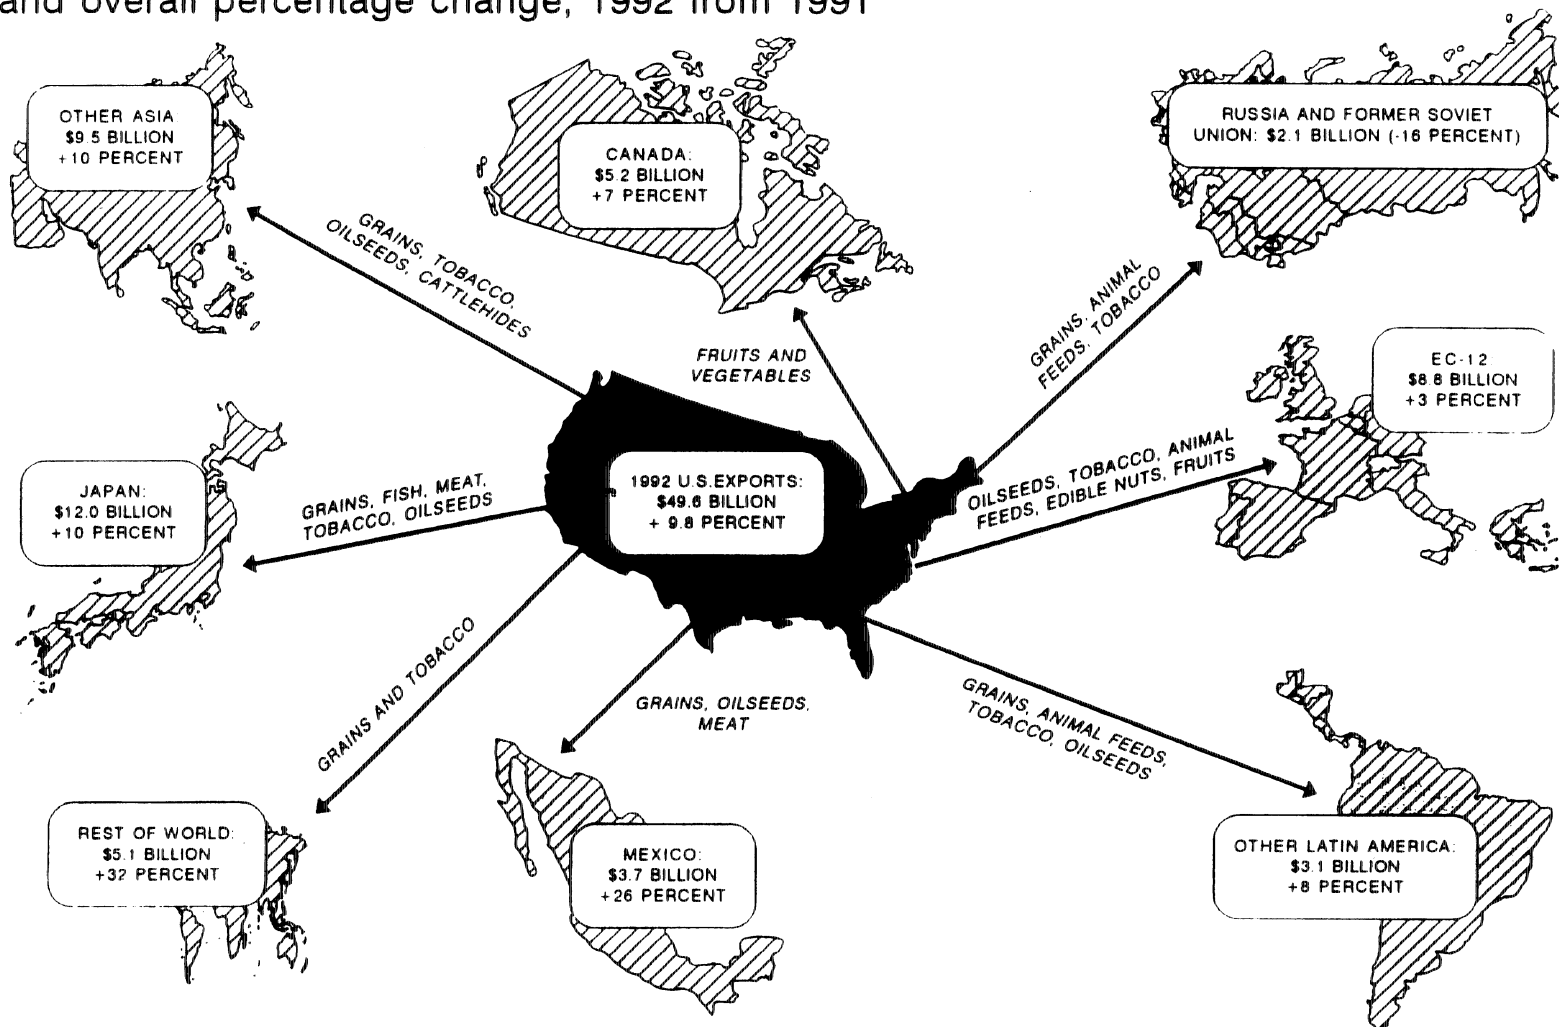 and overall percentage change, 1992 from 1991
OTHER ASIA
$9.5 BILLION
+10 PERCENT
CANADA:
$5.2 BILLION
+7 PERCENT
RUSSIA AND FORMER SOVIET
UNION: $2.1 BILLION (-16 PERCENT)
GRAINS, TOBACCO,
OILSEEDS, CATTLEHIDES
FRUITS AND
VEGETABLES
GRAINS, ANIMAL
FEEDS, TOBACCO
EC-12
$8.8 BILLION
+3 PERCENT
JAPAN:
$12.0 BILLION
+10 PERCENT
GRAINS, FISH, MEAT,
TOBACCO, OILSEEDS
1992 U.S.EXPORTS:
$49.6 BILLION
+ 9.8 PERCENT
OILSEEDS, TOBACCO, ANIMAL
FEEDS, EDIBLE NUTS, FRUITS
GRAINS AND TOBACCO
GRAINS, OILSEEDS,
MEAT
GRAINS, ANIMAL FEEDS,
TOBACCO, OILSEEDS
REST OF WORLD:
$5.1 BILLION
+32 PERCENT
MEXICO:
$3.7 BILLION
+26 PERCENT
OTHER LATIN AMERICA:
$3.1 BILLION
+8 PERCENT